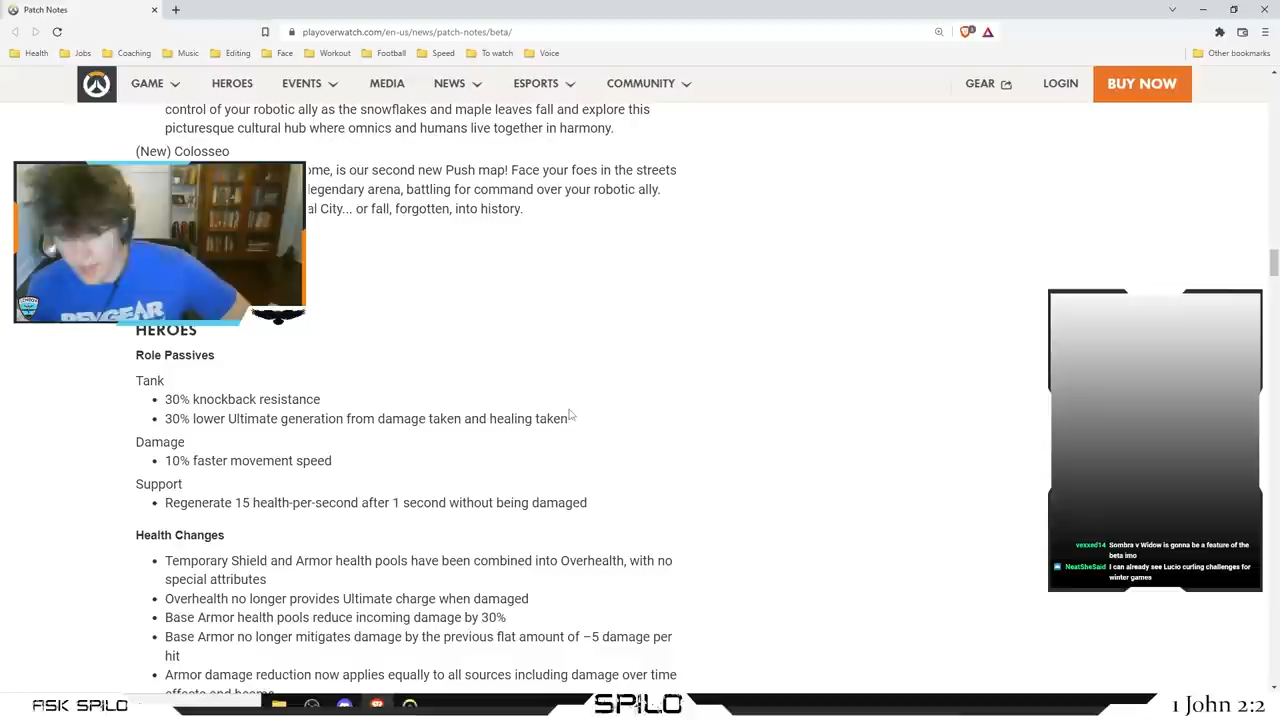 Patch Notes
playoverwatch.com/en-us/news/patch-notes/beta/
Health
Jobs
Coaching
Music
Editing
Face
Workout
Football
Speed
To watch
Voice
Other bookmarks
GAME
HEROES
EVENTS
MEDIA
NEWS
ESPORTS
COMMUNITY
GEAR
LOGIN
BUY NOW
control of your robotic ally as the snowflakes and maple leaves fall and explore this
picturesque cultural hub where omnics and humans live together in harmony.
(New) Colosseo
ome, is our second new Push map! Face your foes in the streets
legendary arena, battling for command over your robotic ally.
al City... or fall, forgotten, into history.
HEROES
Role Passives
Tank
• 30% knockback resistance
• 30% lower Ultimate generation from damage taken and healing taken
Damage
• 10% faster movement speed
Support
• Regenerate 15 health-per-second after 1 second without being damaged
Health Changes
• Temporary Shield and Armor health pools have been combined into Overhealth, with no
special attributes
• Overhealth no longer provides Ultimate charge when damaged
• Base Armor health pools reduce incoming damage by 30%
• Base Armor no longer mitigates damage by the previous flat amount of –5 damage per
hit
• Armor damage reduction now applies equally to all sources including damage over time
effects and beams
vexxed14 Sombra v Widow is gonna be a feature of the
beta imo
NeatSheSaid I can already see Lucio curling challenges for
winter games
ASK SPILO
SPILO
1 John 2:2